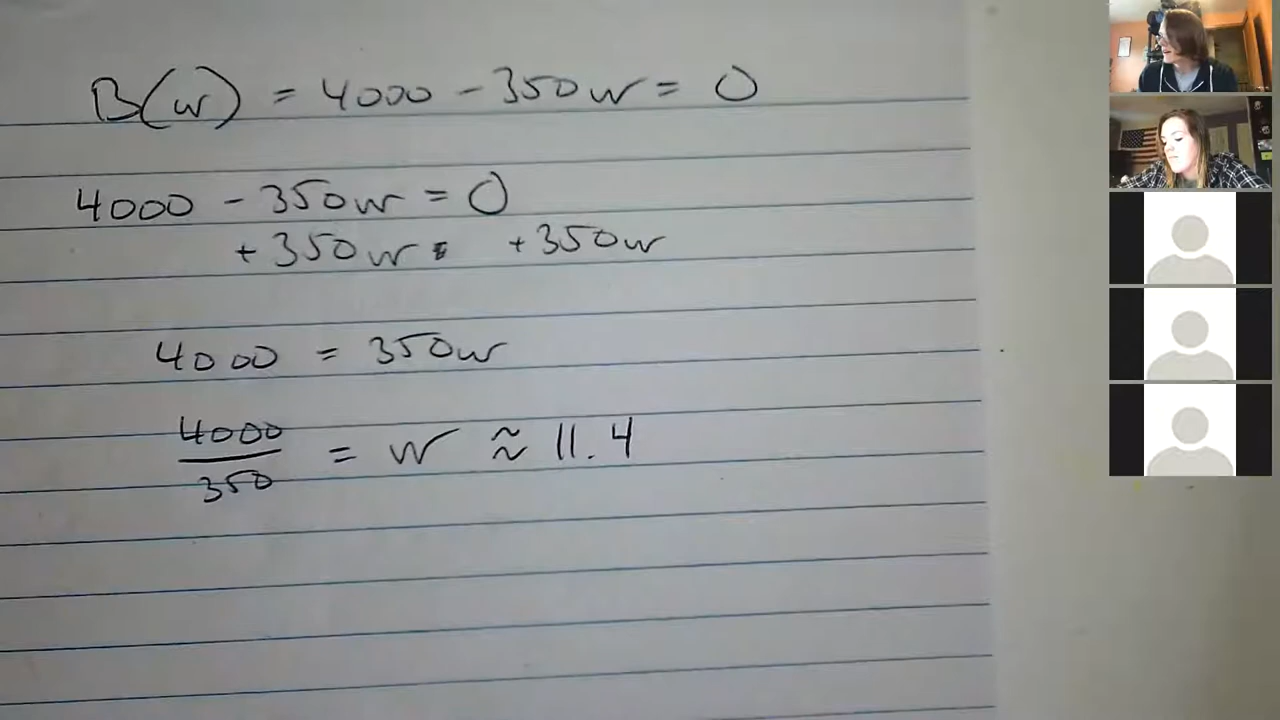 B(w) = 4000 - 350w = 0
4000 - 350w = 0
+350w = +350w
4000 = 350w
4000/350 = w ≈ 11.4